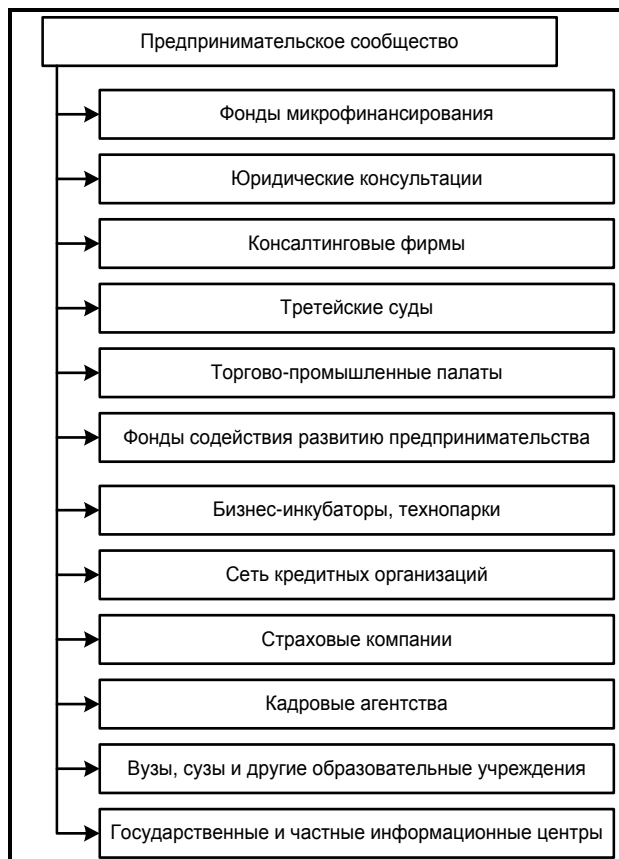 Предпринимательское сообщество
Фонды микрофинансирования
Юридические консультации
Консалтинговые фирмы
Третейские суды
Торгово-промышленные палаты
Фонды содействия развитию предпринимательства
Бизнес-инкубаторы, технопарки
Сеть кредитных организаций
Страховые компании
Кадровые агентства
Вузы, сузы и другие образовательные учреждения
Государственные и частные информационные центры